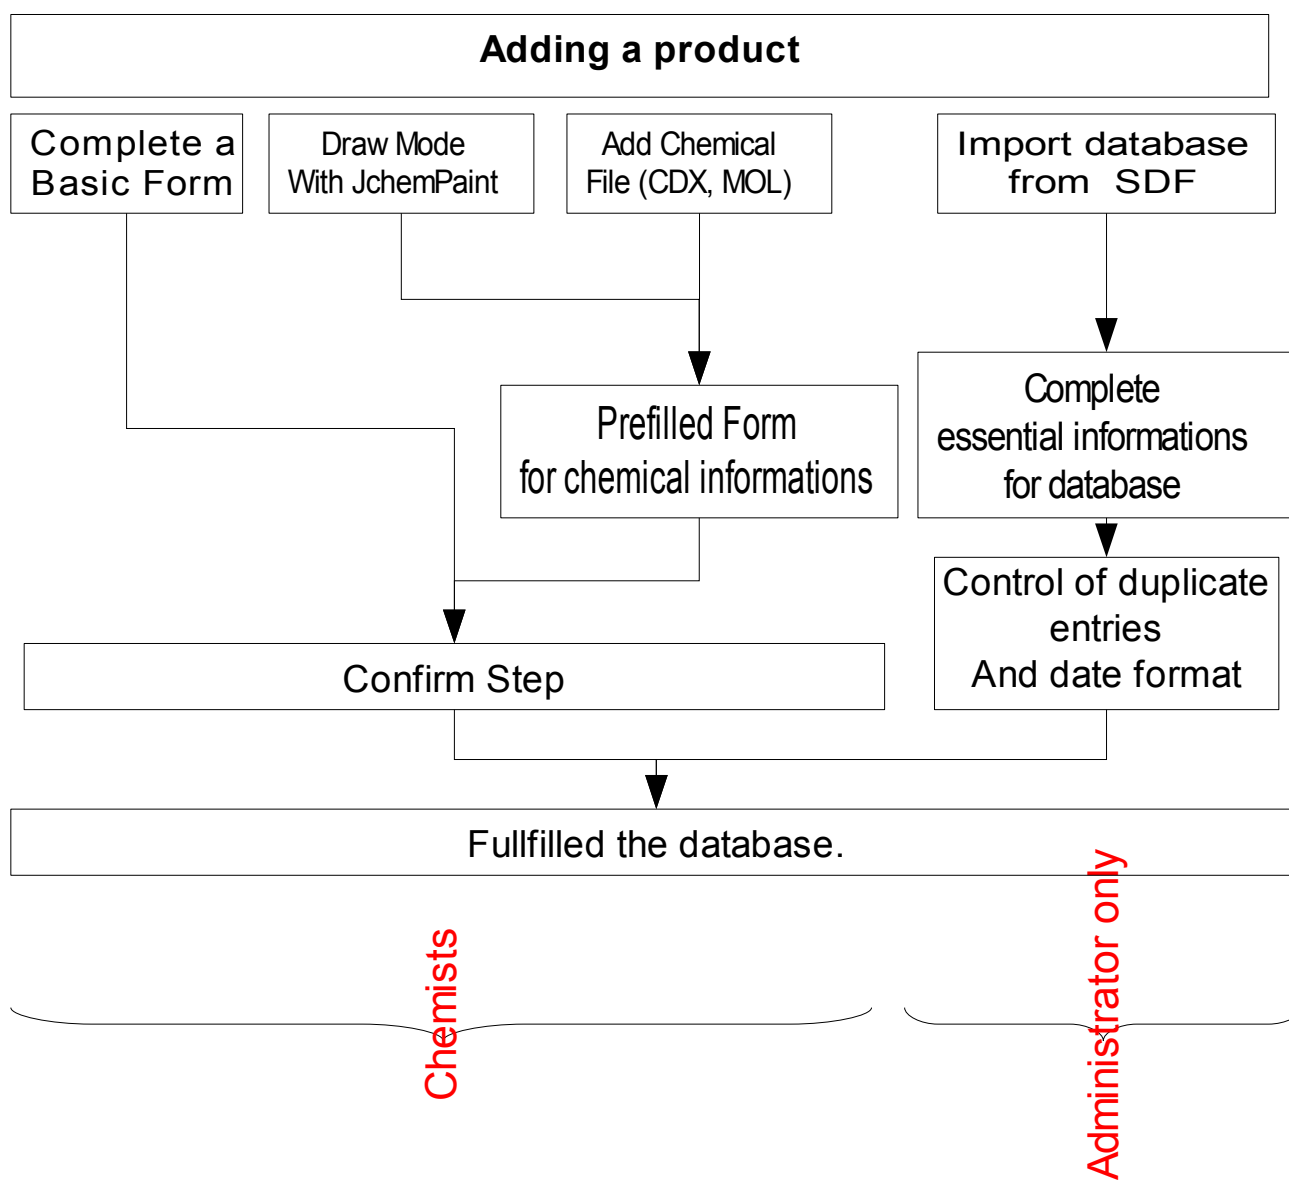 Adding a product
Complete a
Basic Form
Draw Mode
With JchemPaint
Add Chemical
File (CDX, MOL)
Import database
from SDF
Prefilled Form
for chemical informations
Complete
essential informations
for database
Control of duplicate
entries
And date format
Confirm Step
Fullfilled the database.
Chemists
Administrator only